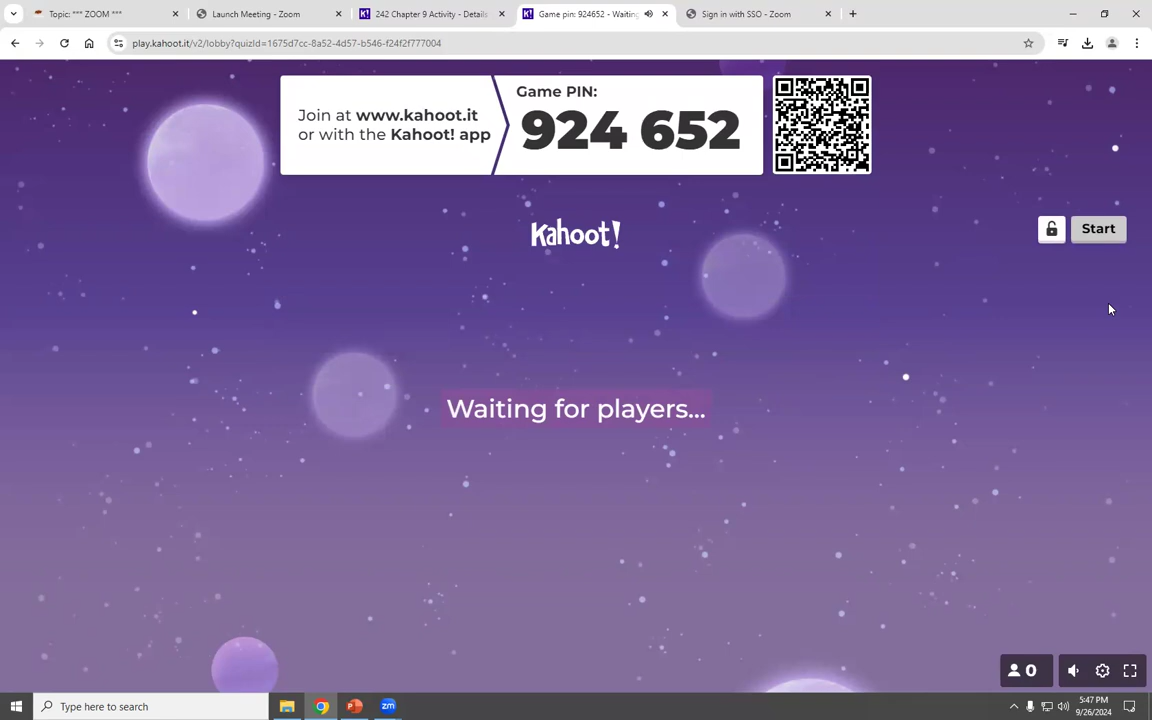 Topic: *** ZOOM ***
Launch Meeting - Zoom
242 Chapter 9 Activity - Details
Game pin: 924652 - Waiting
Sign in with SSO - Zoom
play.kahoot.it/v2/lobby?quizId=1675d7cc-8a52-4d57-b546-f24f2f777004
Join at www.kahoot.it
or with the Kahoot! app
Game PIN:
924 652
Kahoot!
Start
Waiting for players...
0
Type here to search
zm
5:47 PM
9/26/2024